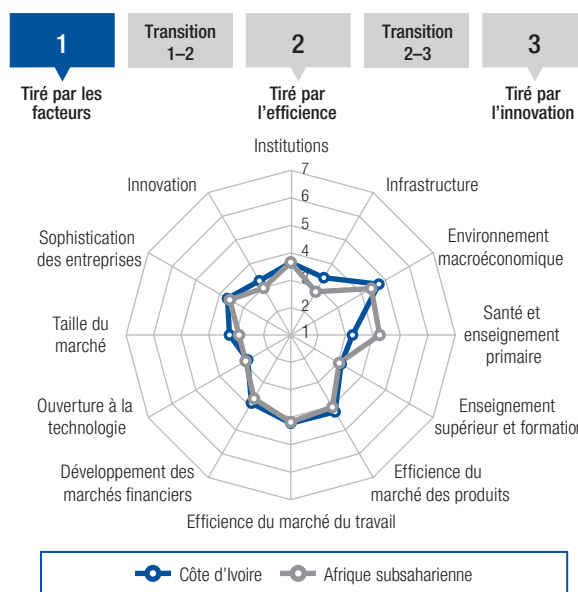 1
Transition
1–2
2
Transition
2–3
3
Tiré par les
facteurs
Tiré par
l'efficience
Tiré par
l'innovation
Institutions
7
6
5
4
3
2
1
Infrastructure
Environnement
macroéconomique
Santé et
enseignement
primaire
Enseignement
supérieur et formation
Efficience du
marché des produits
Efficience du marché du travail
Développement des
marchés financiers
Ouverture à la
technologie
Taille du
marché
Sophistication
des entreprises
Innovation
Côte d'Ivoire
Afrique subsaharienne